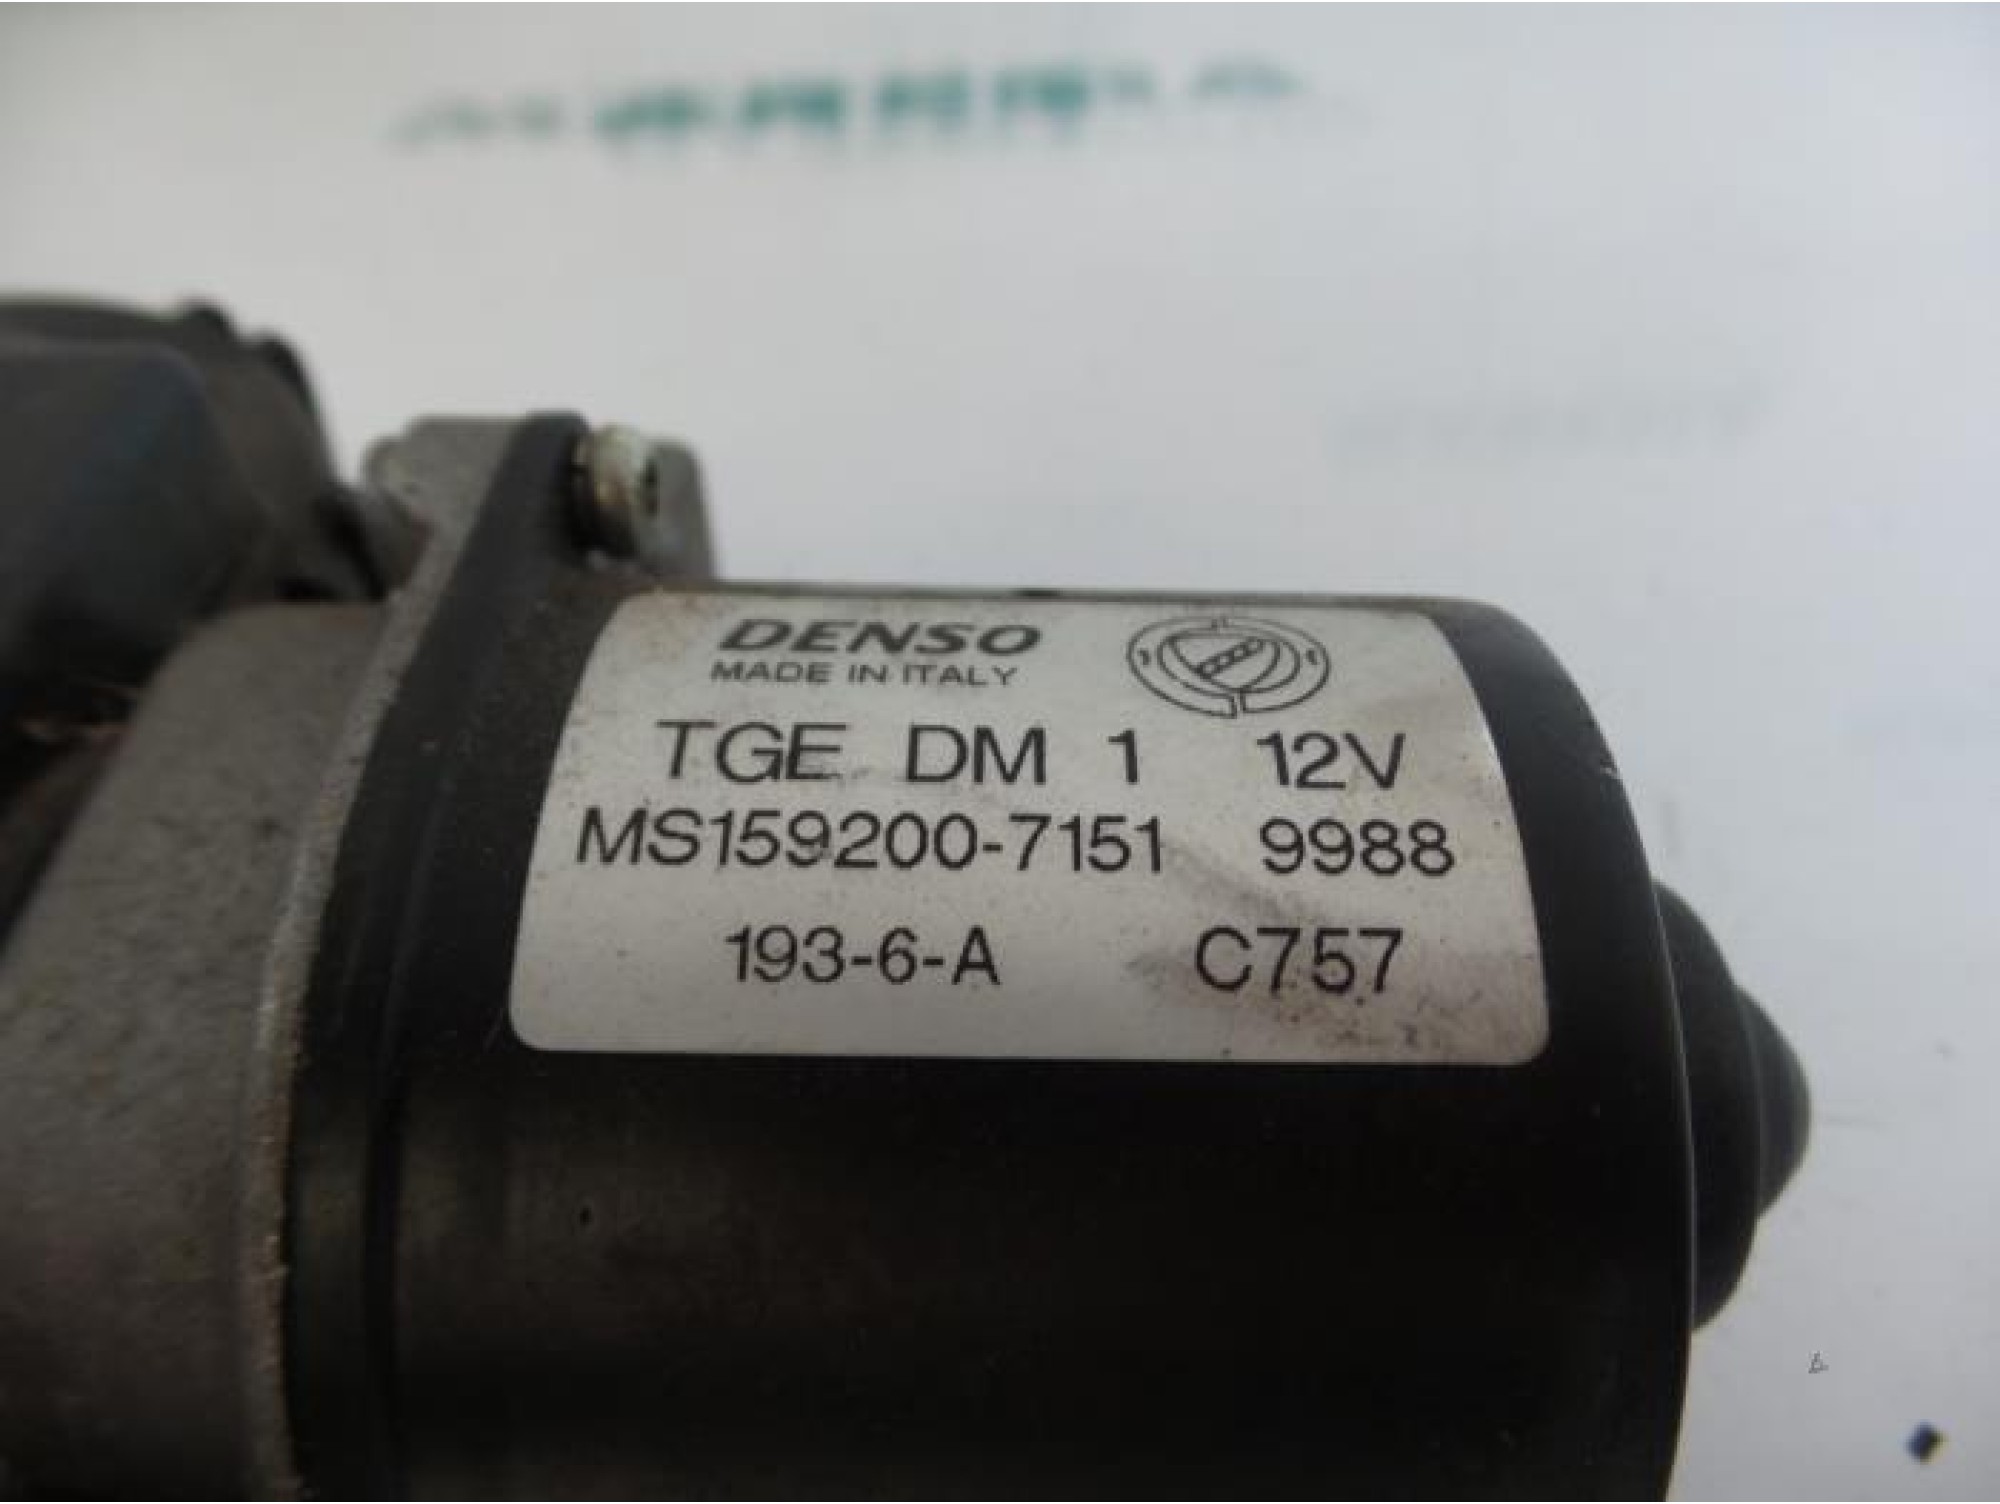 DENSO
MADE IN ITALY
TGE DM 1 12V
MS159200-7151 9988
193-6-A C757